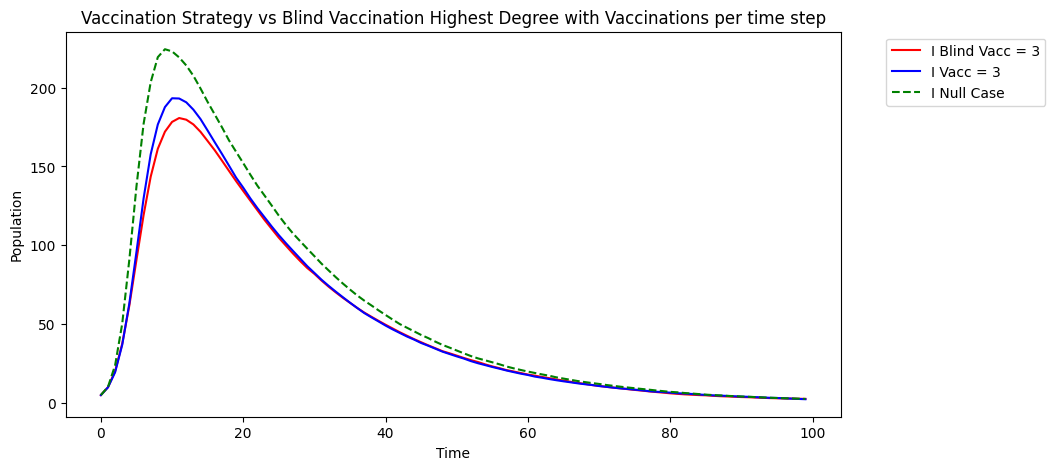 Vaccination Strategy vs Blind Vaccination Highest Degree with Vaccinations per time step
I Blind Vacc = 3
I Vacc = 3
I Null Case
Population
200
150
100
50
0
0 20 40 60 80 100
Time